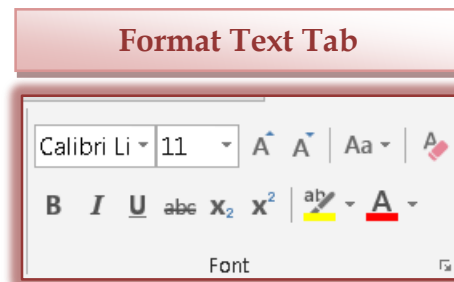 Format Text Tab
Calibri Li 11 A A Aa A
B I U abc X₂ X² ab A
Font